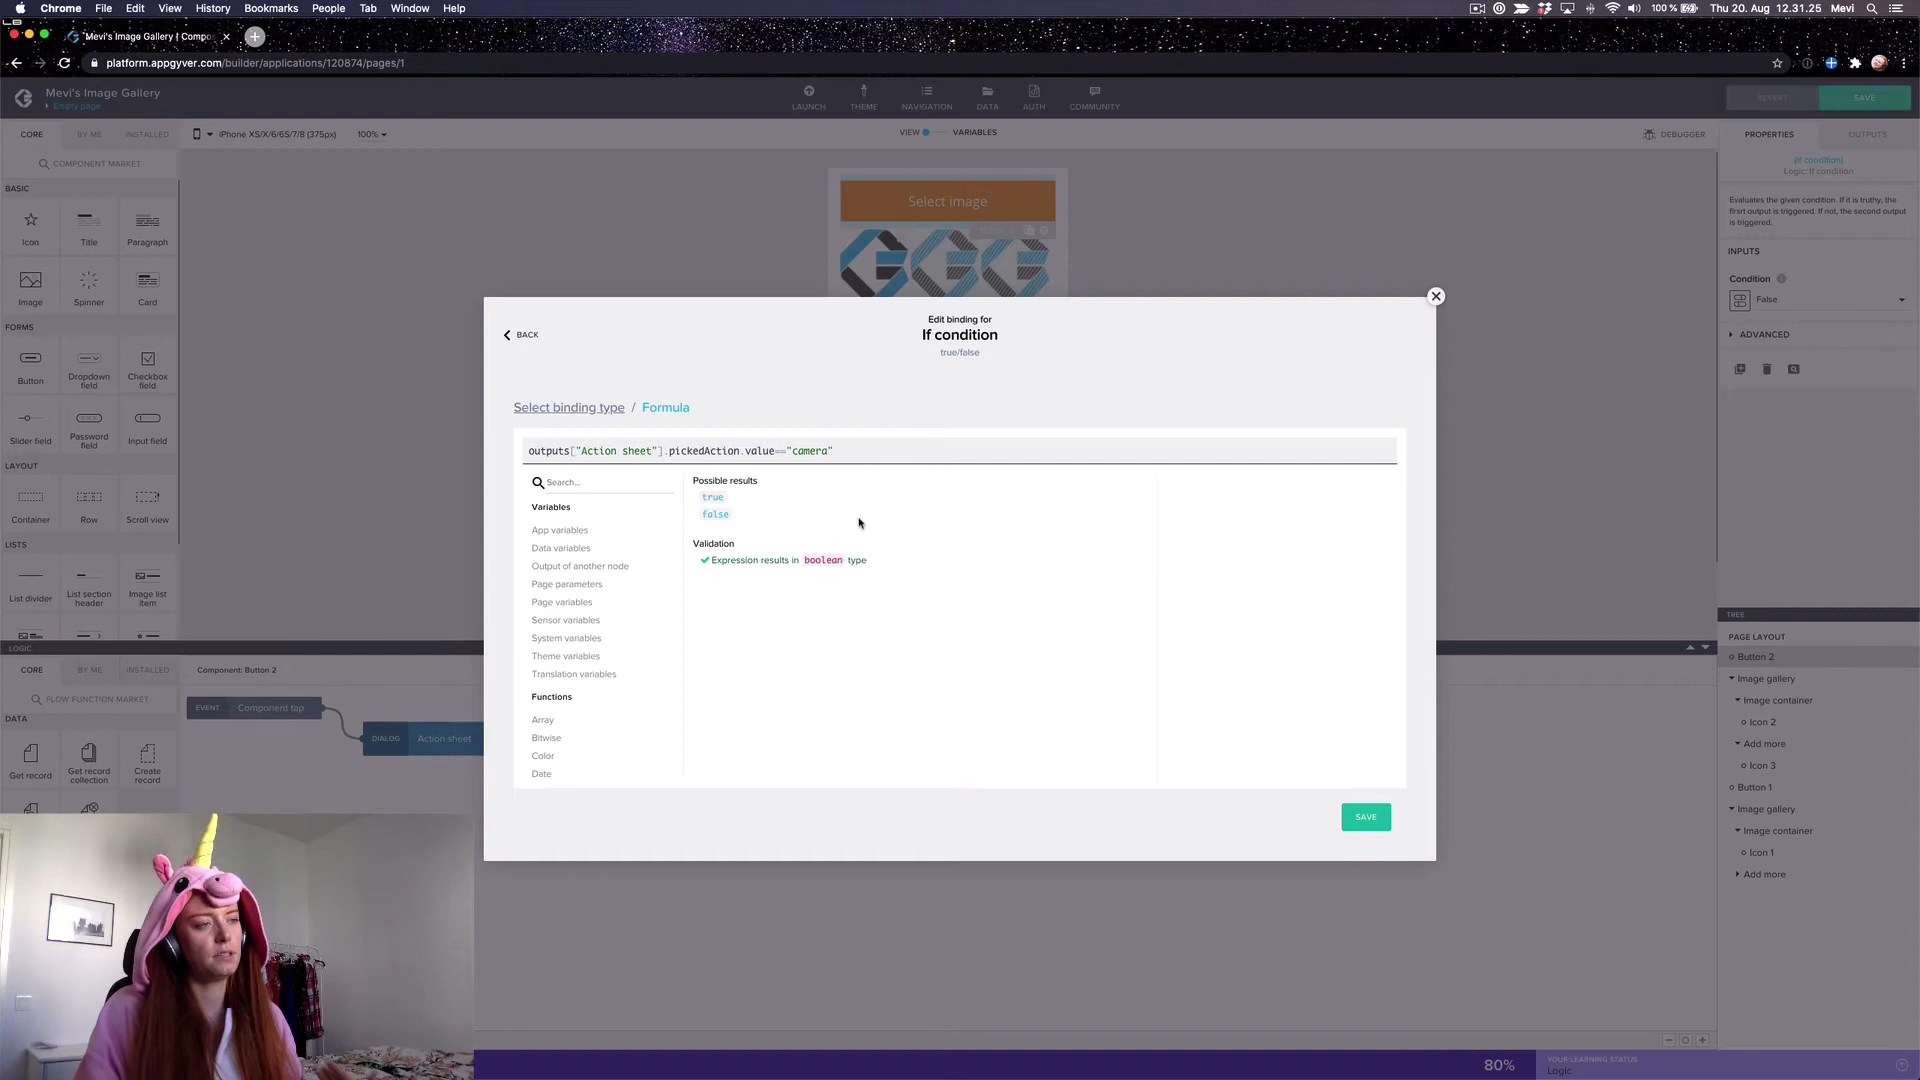 Chrome File Edit View History Bookmarks People Tab Window Help
100 % Thu 20. Aug 12.31.25 Mevi
Mevi's Image Gallery | Compo
platform.appgyver.com/builder/applications/120874/pages/1
Mevi's Image Gallery
Empty page
LAUNCH THEME NAVIGATION DATA AUTH COMMUNITY
REVERT SAVE
CORE BY ME INSTALLED
iPhone XS/X/6/6S/7/8 (375px) 100%
VIEW VARIABLES
DEBUGGER
PROPERTIES OUTPUTS
COMPONENT MARKET
BASIC
Icon Title Paragraph
Image Spinner Card
FORMS
Button Dropdown field Checkbox field
Slider field Password field Input field
LAYOUT
Container Row Scroll view
LISTS
List divider List section header Image list item
Select image
(If condition)
Logic: If condition
Evaluates the given condition. If it is truthy, the
firsrt output is triggered. If not, the second output
is triggered.
INPUTS
Condition
False
ADVANCED
BACK
Edit binding for
If condition
true/false
Select binding type / Formula
outputs["Action sheet"].pickedAction.value=="camera"
Search...
Variables
App variables
Data variables
Output of another node
Page parameters
Page variables
Sensor variables
System variables
Theme variables
Translation variables
Functions
Array
Bitwise
Color
Date
Possible results
true
false
Validation
Expression results in boolean type
SAVE
TREE
PAGE LAYOUT
Button 2
Image gallery
Image container
Icon 2
Add more
Icon 3
Button 1
Image gallery
Image container
Icon 1
Add more
LOGIC
CORE BY ME INSTALLED
Component: Button 2
FLOW FUNCTION MARKET
DATA
Get record Get record collection Create record
EVENT Component tap
DIALOG Action sheet
80%
YOUR LEARNING STATUS
Logic